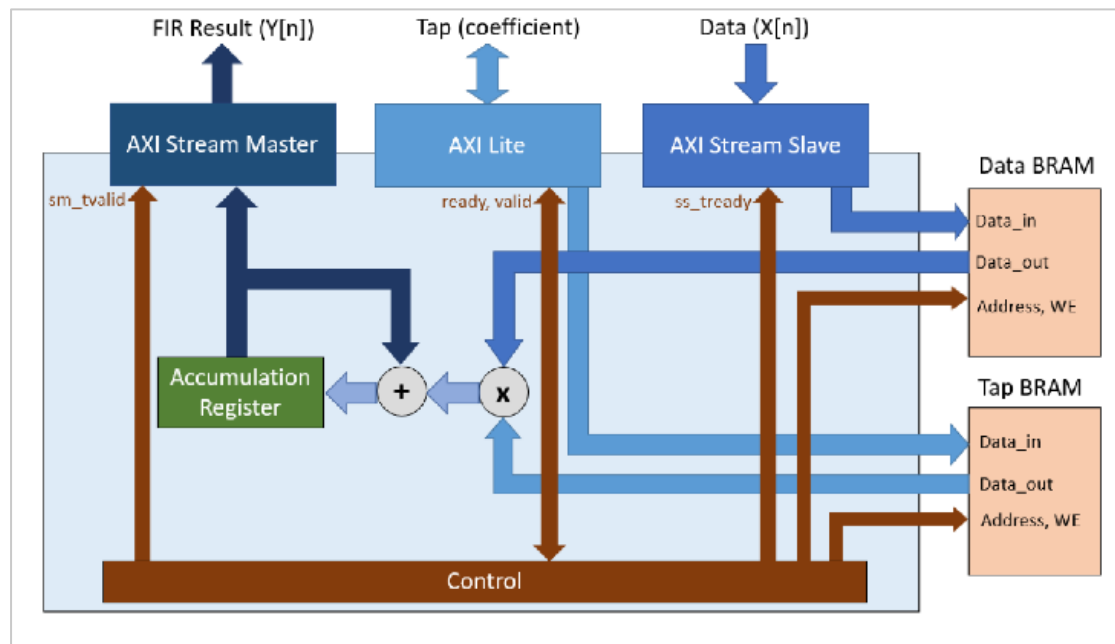 FIR Result (Y[n])
Tap (coefficient)
Data (X[n])
AXI Stream Master
AXI Lite
AXI Stream Slave
Data BRAM
sm_tvalid
ready, valid
ss_tready
Data_in
Data_out
Address, WE
Accumulation
Register
+
x
Tap BRAM
Data_in
Data_out
Address, WE
Control